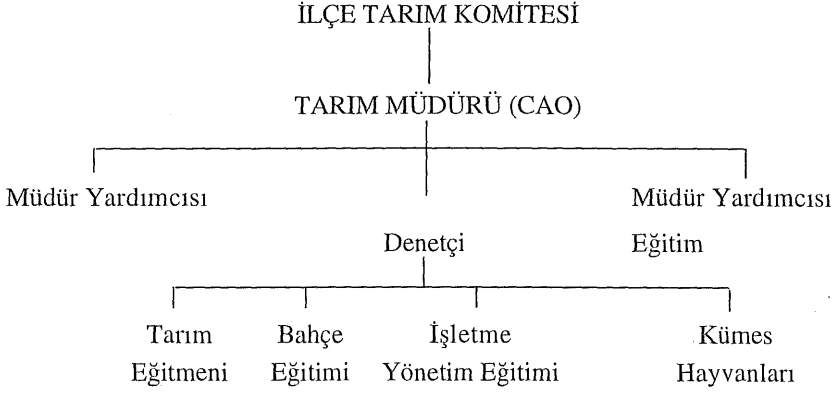 İLÇE TARIM KOMİTESİ
TARIM MÜDÜRÜ (CAO)
Müdür Yardımcısı
Müdür Yardımcısı
Denetçi
Eğitim
Tarım
Eğitmeni
Bahçe
Eğitimi
İşletme
Yönetim Eğitimi
Kümes
Hayvanları